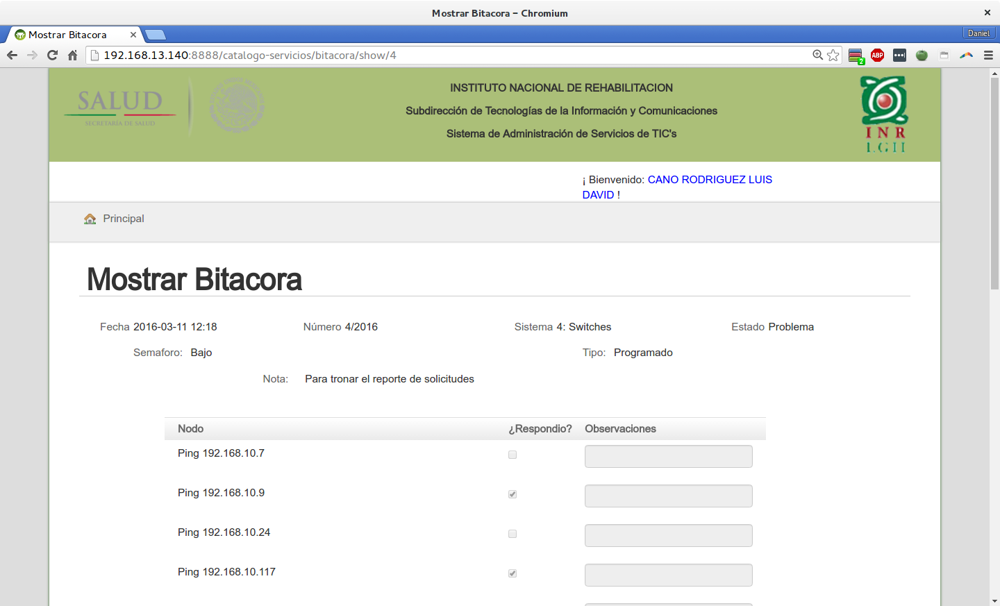 Mostrar Bitacora – Chromium
Mostrar Bitacora
Daniel
192.168.13.140:8888/catalogo-servicios/bitacora/show/4
2
ABP
SALUD
SECRETARÍA DE SALUD
INSTITUTO NACIONAL DE REHABILITACION
Subdirección de Tecnologías de la Información y Comunicaciones
Sistema de Administración de Servicios de TIC's
INR
LGII
¡ Bienvenido: CANO RODRIGUEZ LUIS
DAVID !
Principal
Mostrar Bitacora
Fecha 2016-03-11 12:18 Número 4/2016 Sistema 4: Switches Estado Problema
Semaforo: Bajo Tipo: Programado
Nota: Para tronar el reporte de solicitudes
Nodo ¿Respondio? Observaciones
Ping 192.168.10.7
Ping 192.168.10.9
Ping 192.168.10.24
Ping 192.168.10.117